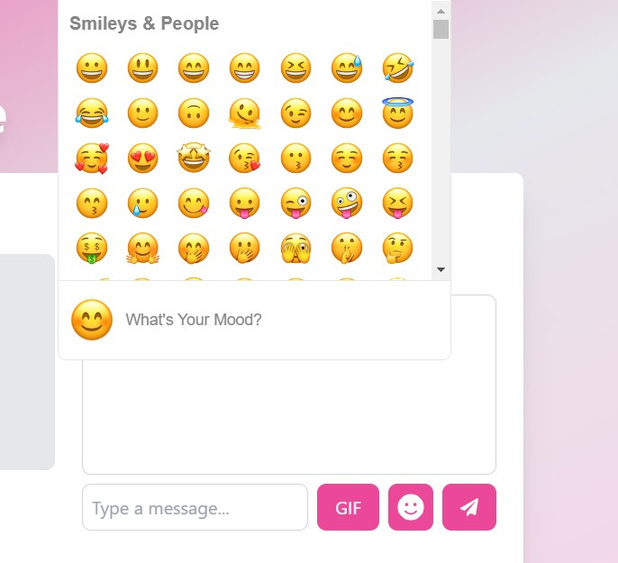 Smileys & People
e
What's Your Mood?
Type a message...
GIF